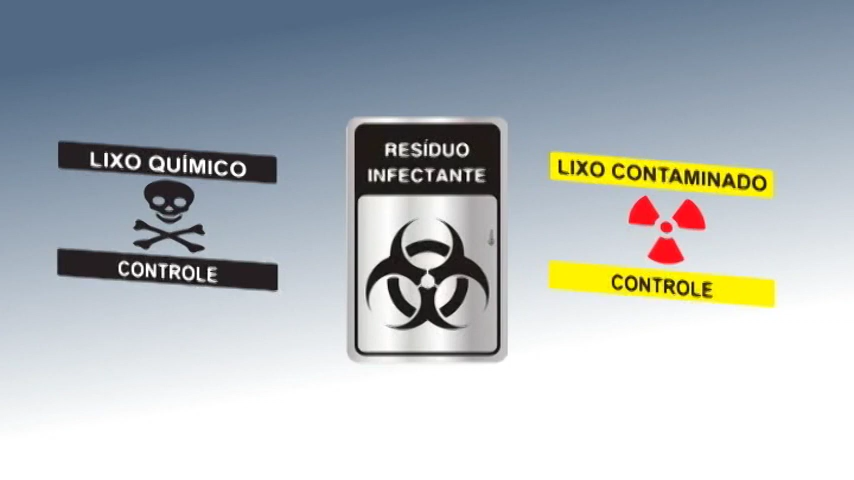 LIXO QUÍMICO
CONTROLE
RESÍDUO
INFECTANTE
LIXO CONTAMINADO
CONTROLE